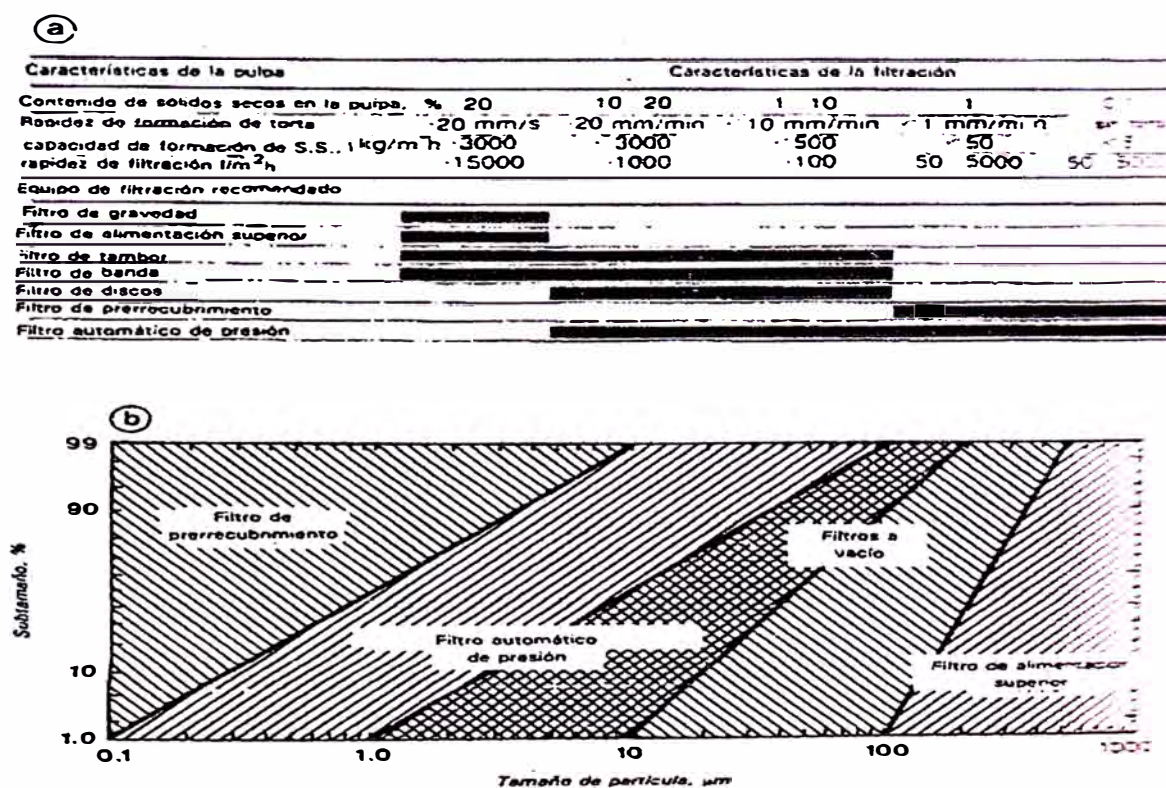 a
Características de la pulpa Características de la filtración
Contenido de sólidos secos en la pulpa, % 20 10 20 1 10 1
Rapidez de formación de torta 20 mm/s 20 mm/min 10 mm/min 1 mm/min
capacidad de formación de S.S., kg/m h 3000 3000 500 50
rapidez de filtración l/m²h 15000 1000 100 50 5000 50
Equipo de filtración recomendado
Filtro de gravedad
Filtro de alimentación superior
Filtro de tambor
Filtro de banda
Filtro de discos
Filtro de prerrecubrimiento
Filtro automático de presión
b
99
90
10
1.0
Subtamaño, %
Filtro de
prerrecubrimiento
Filtros a
vacío
Filtro automático
de presión
Filtro de
superior
0.1 1.0 10 100 1000
Tamaño de partícula, μm